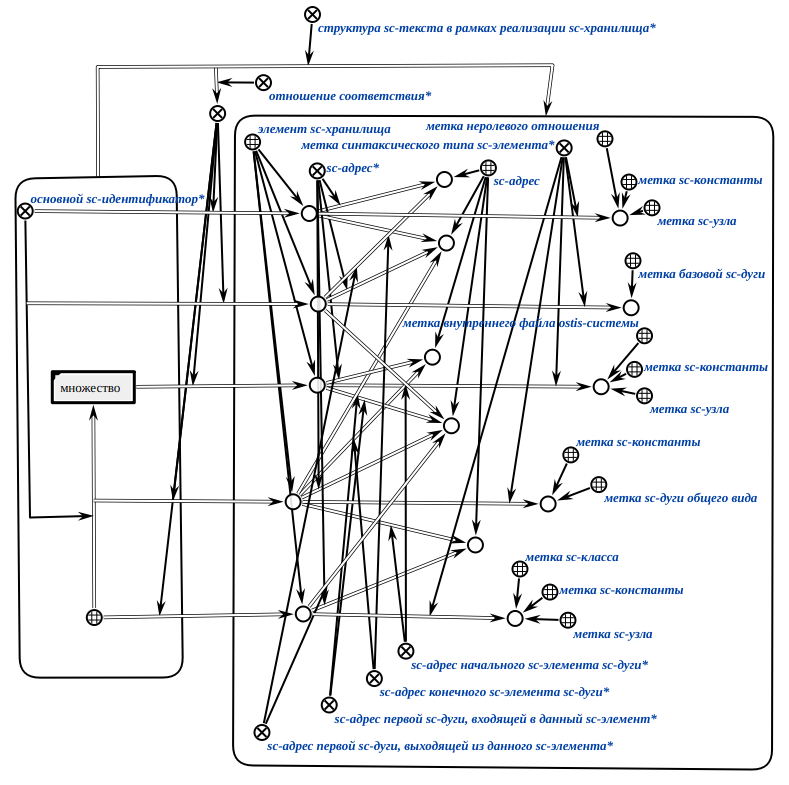 структура sc-текста в рамках реализации sc-хранилища*
отношение соответствия*
элемент sc-хранилища
метка неролевого отношения
метка синтаксического типа sc-элемента*
sc-адрес*
sc-адрес
метка sc-константы
основной sc-идентификатор*
метка sc-узла
метка базовой sc-дуги
метка внутреннего файла ostis-системы
метка sc-константы
множество
метка sc-узла
метка sc-константы
метка sc-дуги общего вида
метка sc-класса
метка sc-константы
метка sc-узла
sc-адрес начального sc-элемента sc-дуги*
sc-адрес конечного sc-элемента sc-дуги*
sc-адрес первой sc-дуги, входящей в данный sc-элемент*
sc-адрес первой sc-дуги, выходящей из данного sc-элемента*